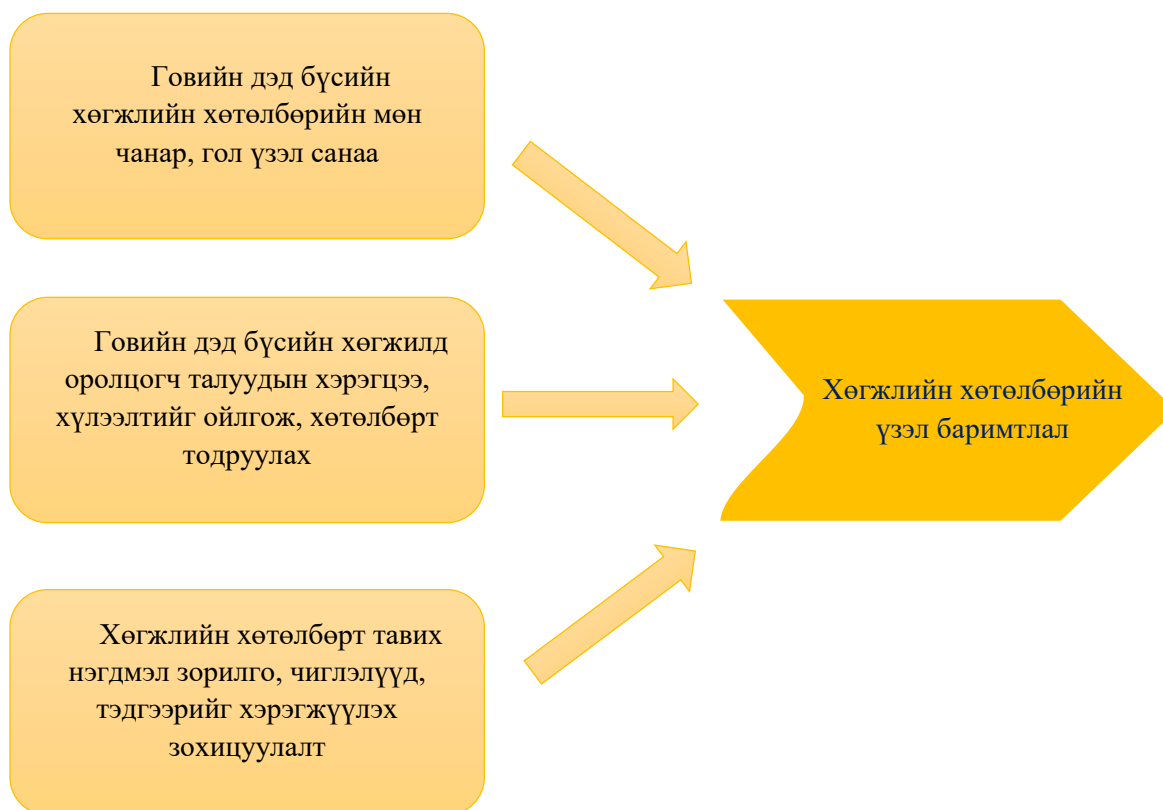 Говийн дэд бүсийн
хөгжлийн хөтөлбөрийн мөн
чанар, гол үзэл санаа
Говийн дэд бүсийн хөгжилд
оролцогч талуудын хэрэгцээ,
хүлээлтийг ойлгож, хөтөлбөрт
тодруулах
Хөгжлийн хөтөлбөрт тавих
нэгдмэл зорилго, чиглэлүүд,
тэдгээрийг хэрэгжүүлэх
зохицуулалт
Хөгжлийн хөтөлбөрийн
үзэл баримтлал